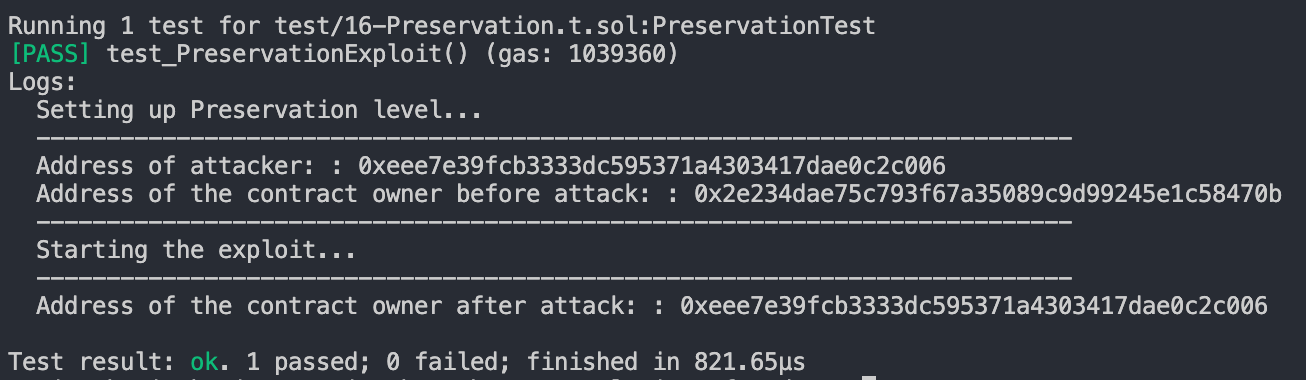 Running 1 test for test/16-Preservation.t.sol:PreservationTest
[PASS] test_PreservationExploit() (gas: 1039360)
Logs:
  Setting up Preservation level...
  --------------------------------------------------------------------------
  Address of attacker: : 0xeee7e39fcb3333dc595371a4303417dae0c2c006
  Address of the contract owner before attack: : 0x2e234dae75c793f67a35089c9d99245e1c58470b
  --------------------------------------------------------------------------
  Starting the exploit...
  --------------------------------------------------------------------------
  Address of the contract owner after attack: : 0xeee7e39fcb3333dc595371a4303417dae0c2c006
Test result: ok. 1 passed; 0 failed; finished in 821.65µs